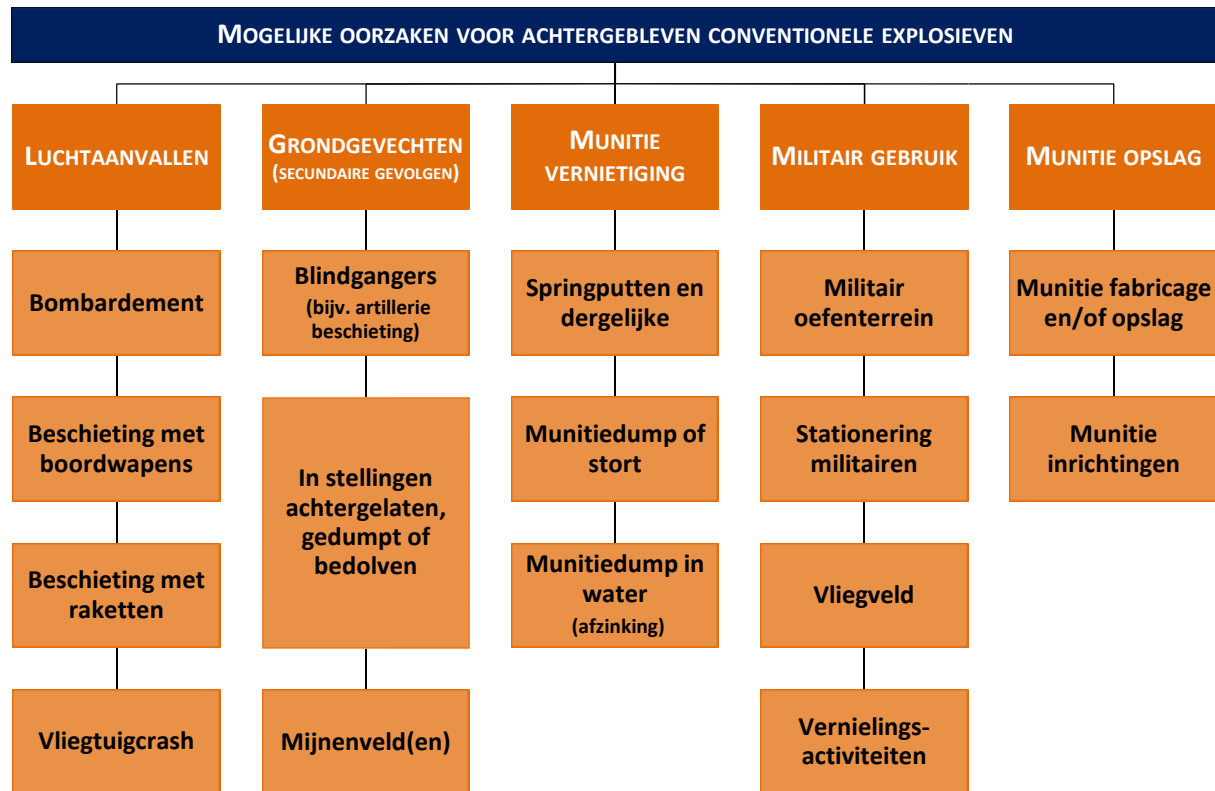 MOGELIJKE OORZAKEN VOOR ACHTERGEBLEVEN CONVENTIONELE EXPLOSIEVEN
LUCHTAANVALLEN
Bombardement
Beschieting met
boordwapens
Beschieting met
raketten
Vliegtuigcrash
GRONDGEVECHTEN
(SECUNDAIRE GEVOLGEN)
Blindgangers
(bijv. artillerie
beschieting)
In stellingen
achtergelaten,
gedumpt of
bedolven
Mijnenveld(en)
MUNITIE
VERNIETIGING
Springputten en
dergelijke
Munitiedump of
stort
Munitiedump in
water
(afzinking)
MILITAIR GEBRUIK
Militair
oefenterrein
Stationering
militairen
Vliegveld
Vernielings-
activiteiten
MUNITIE OPSLAG
Munitie fabricage
en/of opslag
Munitie
inrichtingen